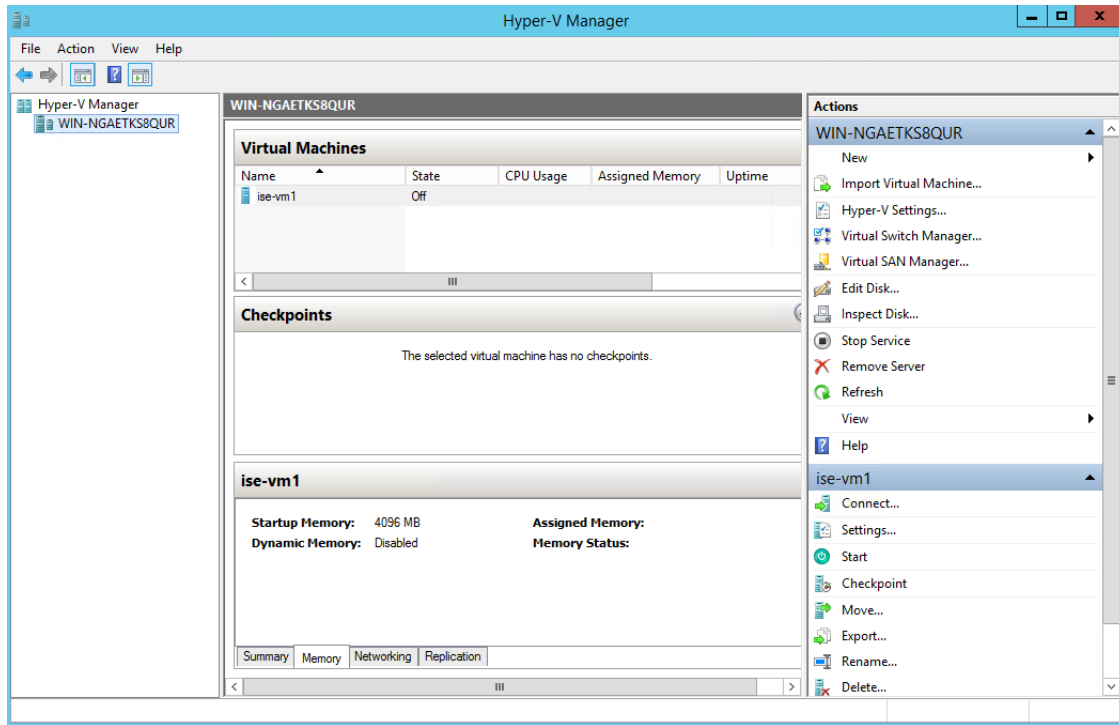 Hyper-V Manager
File Action View Help
Hyper-V Manager
WIN-NGAETKS8QUR
WIN-NGAETKS8QUR
Virtual Machines
Name State CPU Usage Assigned Memory Uptime
ise-vm1 Off
Checkpoints
The selected virtual machine has no checkpoints.
ise-vm1
Startup Memory: 4096 MB Assigned Memory:
Dynamic Memory: Disabled Memory Status:
Summary Memory Networking Replication
Actions
WIN-NGAETKS8QUR
New
Import Virtual Machine...
Hyper-V Settings...
Virtual Switch Manager...
Virtual SAN Manager...
Edit Disk...
Inspect Disk...
Stop Service
Remove Server
Refresh
View
Help
ise-vm1
Connect...
Settings...
Start
Checkpoint
Move...
Export...
Rename...
Delete...